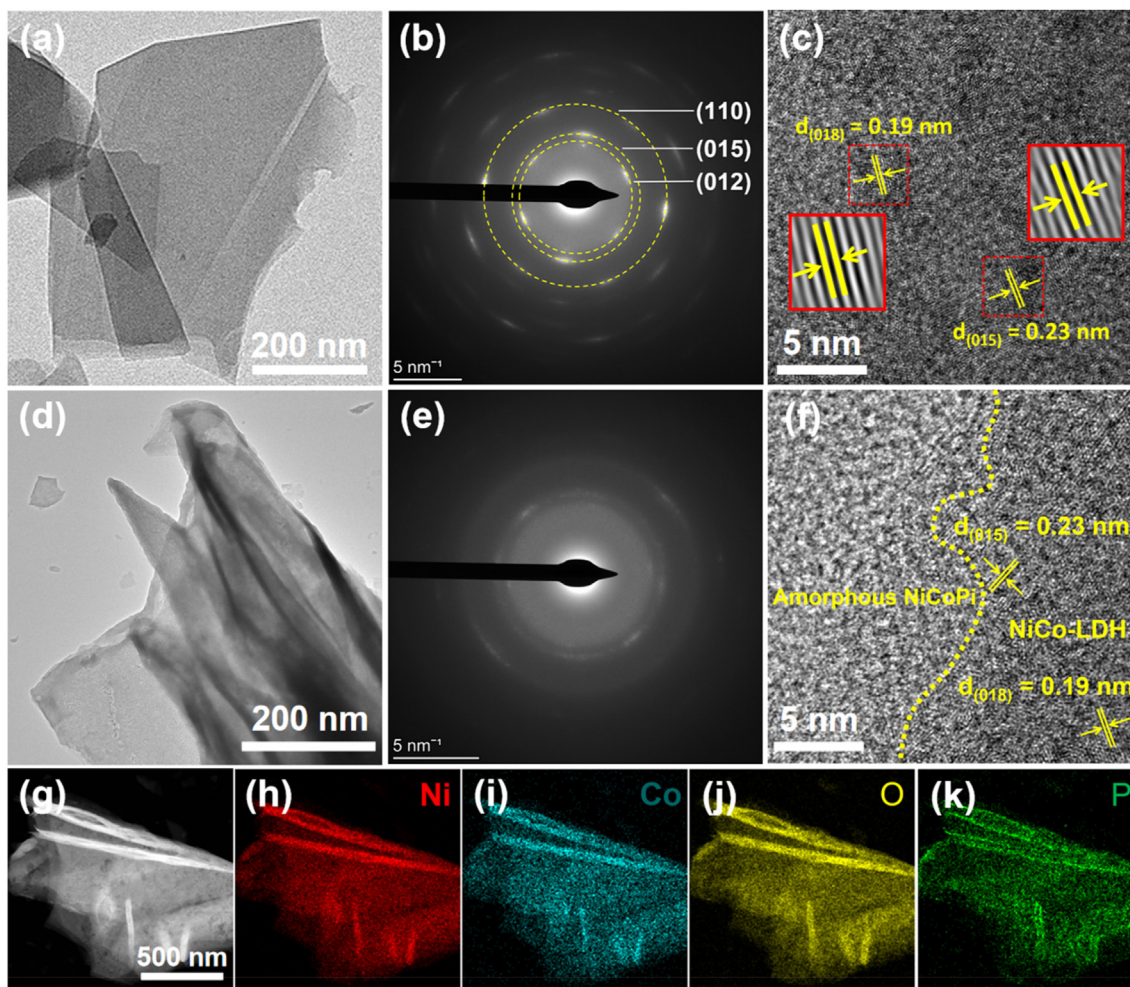 (a)
200 nm
(b)
(110)
(015)
(012)
5 nm⁻¹
(c)
d(018) = 0.19 nm
d(015) = 0.23 nm
5 nm
(d)
200 nm
(e)
5 nm⁻¹
(f)
d(015) = 0.23 nm
Amorphous NiCoPi
NiCo-LDH
d(018) = 0.19 nm
5 nm
(g)
500 nm
(h)
Ni
(i)
Co
(j)
O
(k)
P